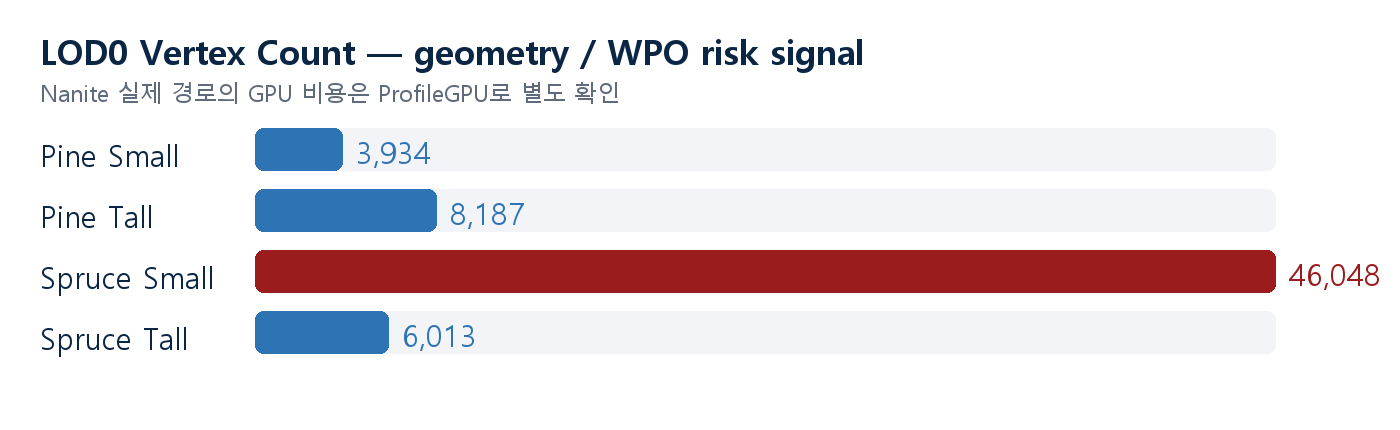 LOD0 Vertex Count — geometry / WPO risk signal
Nanite 실제 경로의 GPU 비용은 ProfileGPU로 별도 확인
Pine Small 3,934
Pine Tall 8,187
Spruce Small 46,048
Spruce Tall 6,013